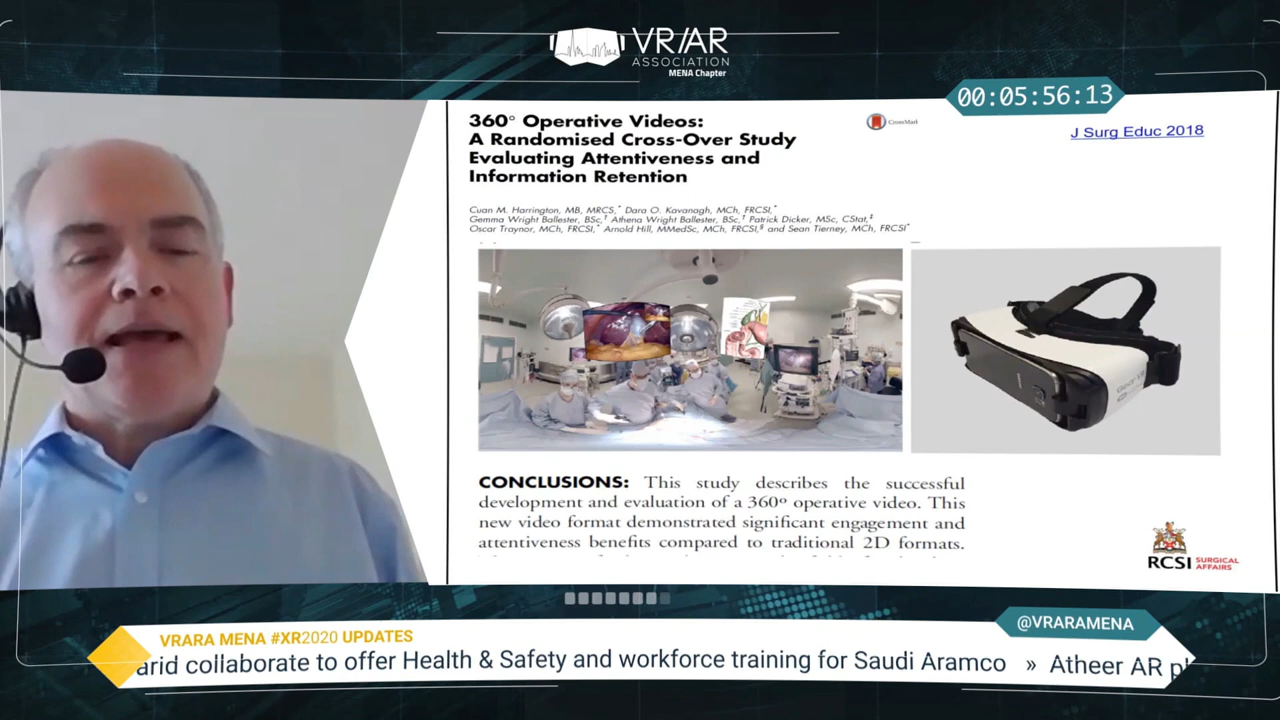 VR/AR
ASSOCIATION
MENA Chapter
00:05:56:13
360° Operative Videos:
A Randomised Cross-Over Study
Evaluating Attentiveness and
Information Retention
CrossMark
J Surg Educ 2018
Cuan M. Harrington, MB, MRCS,* Dara O. Kavanagh, MCh, FRCSI,*
Gemma Wright Ballester, BSc,† Athena Wright Ballester, BSc,† Patrick Dicker, MSc, CStat,‡
Oscar Traynor, MCh, FRCSI,* Arnold Hill, MMedSc, MCh, FRCSI,§ and Sean Tierney, MCh, FRCSI*
Gear VR
CONCLUSIONS: This study describes the successful
development and evaluation of a 360º operative video. This
new video format demonstrated significant engagement and
attentiveness benefits compared to traditional 2D formats.
RCSI SURGICAL AFFAIRS
@VRARAMENA
VRARA MENA #XR2020 UPDATES
arid collaborate to offer Health & Safety and workforce training for Saudi Aramco » Atheer AR p